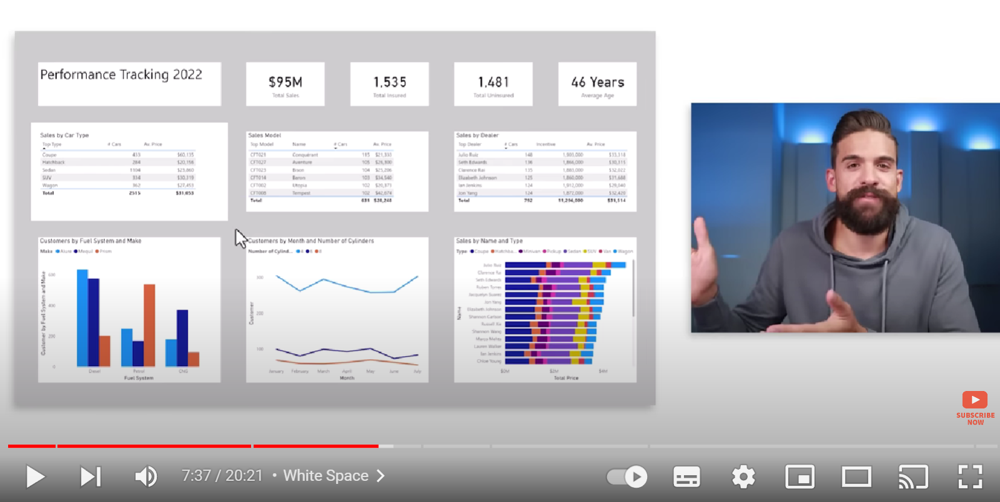 Performance Tracking 2022
$95M
Total Sales
1,535
Total Insured
1,481
Total Uninsured
46 Years
Average Age
Sales by Car Type
Top Type # Cars Av. Price
Coupe 433 $60,135
Hatchback 284 $20,156
Sedan 1104 $23,860
SUV 334 $30,319
Wagon 362 $27,453
Total 2515 $31,053
Sales Model
Top Model Name # Cars Av. Price
CFT021 Conquérant 115 $21,333
CFT027 Aventure 105 $26,300
CFT023 Bison 104 $25,206
CFT014 Baron 103 $34,540
CFT002 Utopia 102 $20,373
CFT008 Tempest 102 $42,674
Total 631 $28,248
Sales by Dealer
Top Dealer # Cars Incentive Av. Price
Julio Ruiz 148 1,903,000 $33,318
Seth Edwards 136 1,866,000 $30,315
Clarence Rai 135 1,883,000 $32,022
Elizabeth Johnson 125 1,860,000 $31,688
Ian Jenkins 124 1,912,000 $29,040
Jon Yang 124 1,872,000 $32,420
Total 792 11,296,000 $31,514
Customers by Fuel System and Make
Make Aluro Maqui Prism
Customer by Fuel System and Make
600
400
200
0
Diesel Petrol CNG
Fuel System
Customers by Month and Number of Cylinders
Number of Cylind... 4 6 8
Customer
300
200
100
January February March April May June July
Month
Sales by Name and Type
Type Coupe Hatchba... Minivan Pickup Sedan SUV Van Wagon
Name
Julio Ruiz
Clarence Rai
Seth Edwards
Ruben Torres
Jacquelyn Suarez
Jon Yang
Elizabeth Johnson
Shannon Carlson
Russell Xie
Shannon Wang
Marco Mehta
Lauren Walker
Ian Jenkins
Chloe Young
$0M $2M $4M
Total Price
SUBSCRIBE
NOW
7:37 / 20:21 • White Space